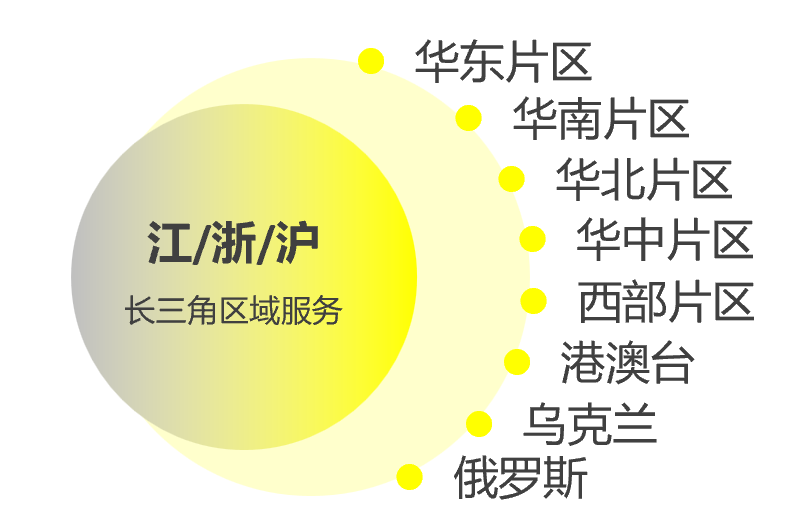 华东片区
华南片区
华北片区
华中片区
西部片区
港澳台
乌克兰
俄罗斯
江/浙/沪
长三角区域服务